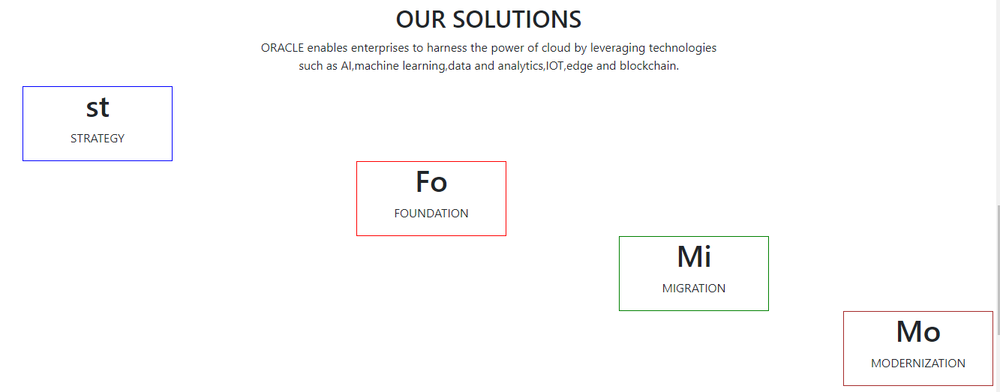 OUR SOLUTIONS
ORACLE enables enterprises to harness the power of cloud by leveraging technologies
such as AI,machine learning,data and analytics,IOT,edge and blockchain.
st
STRATEGY
Fo
FOUNDATION
Mi
MIGRATION
Mo
MODERNIZATION